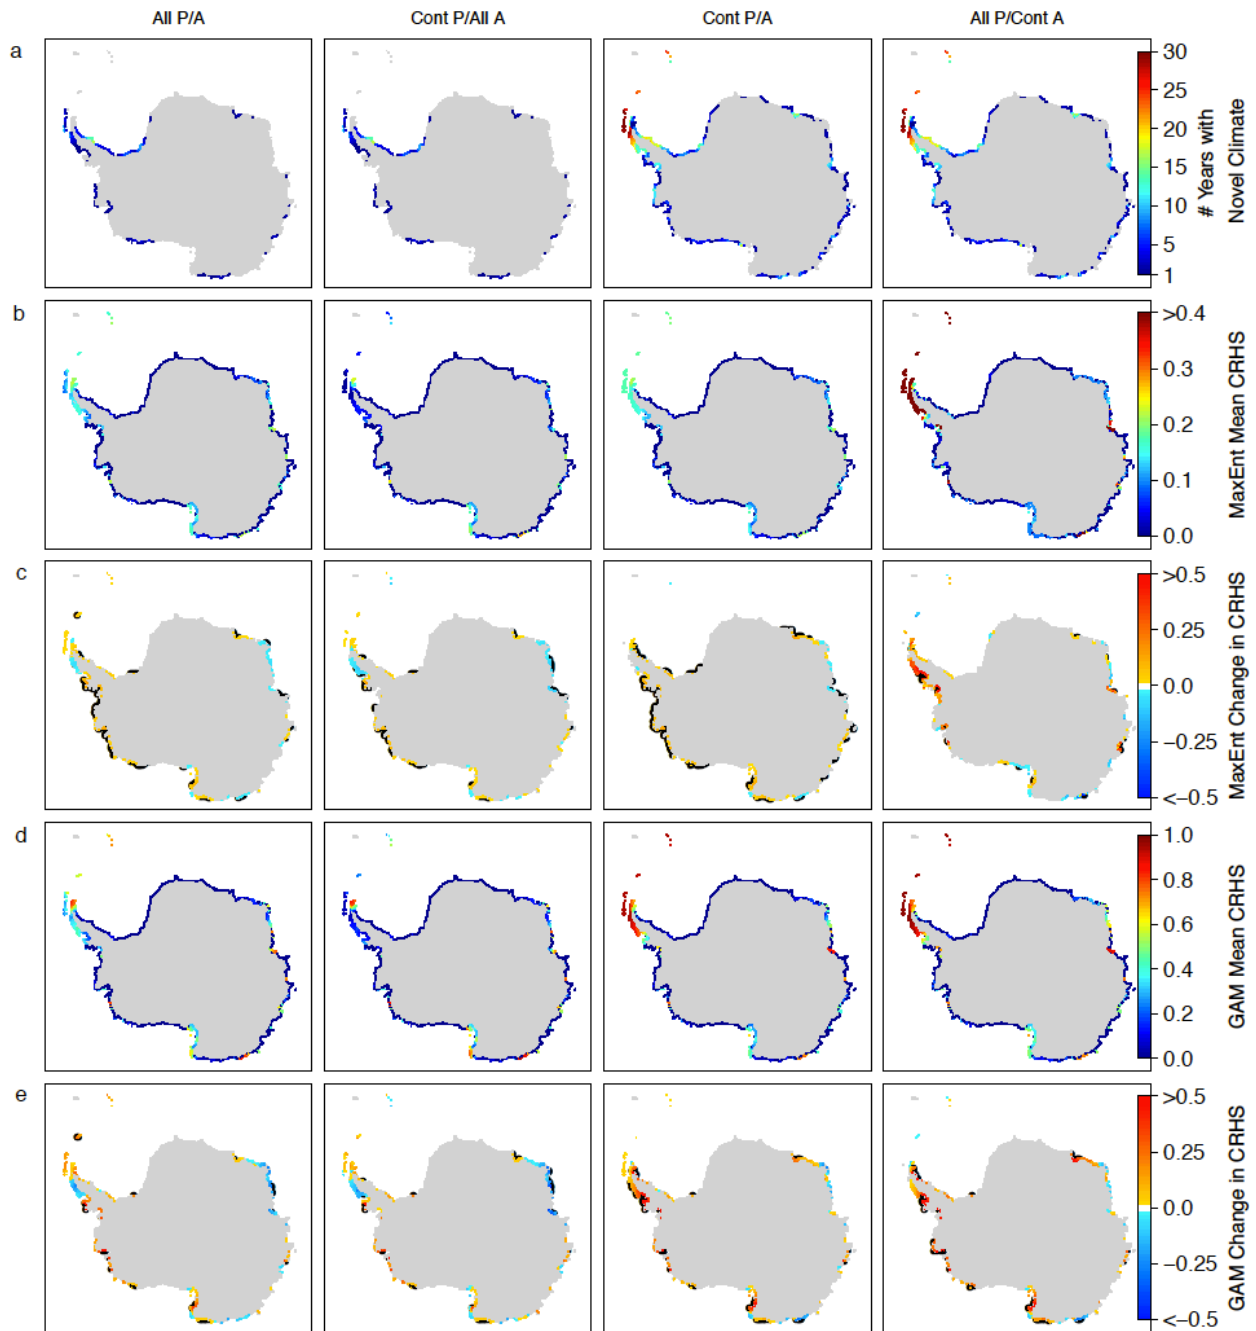 All P/A
Cont P/All A
Cont P/A
All P/Cont A
a
30
25
20
15
10
5
1
# Years with
Novel Climate
b
>0.4
0.3
0.2
0.1
0.0
MaxEnt Mean CRHS
c
>0.5
0.25
0.0
−0.25
<−0.5
MaxEnt Change in CRHS
d
1.0
0.8
0.6
0.4
0.2
0.0
GAM Mean CRHS
e
>0.5
0.25
0.0
−0.25
<−0.5
GAM Change in CRHS